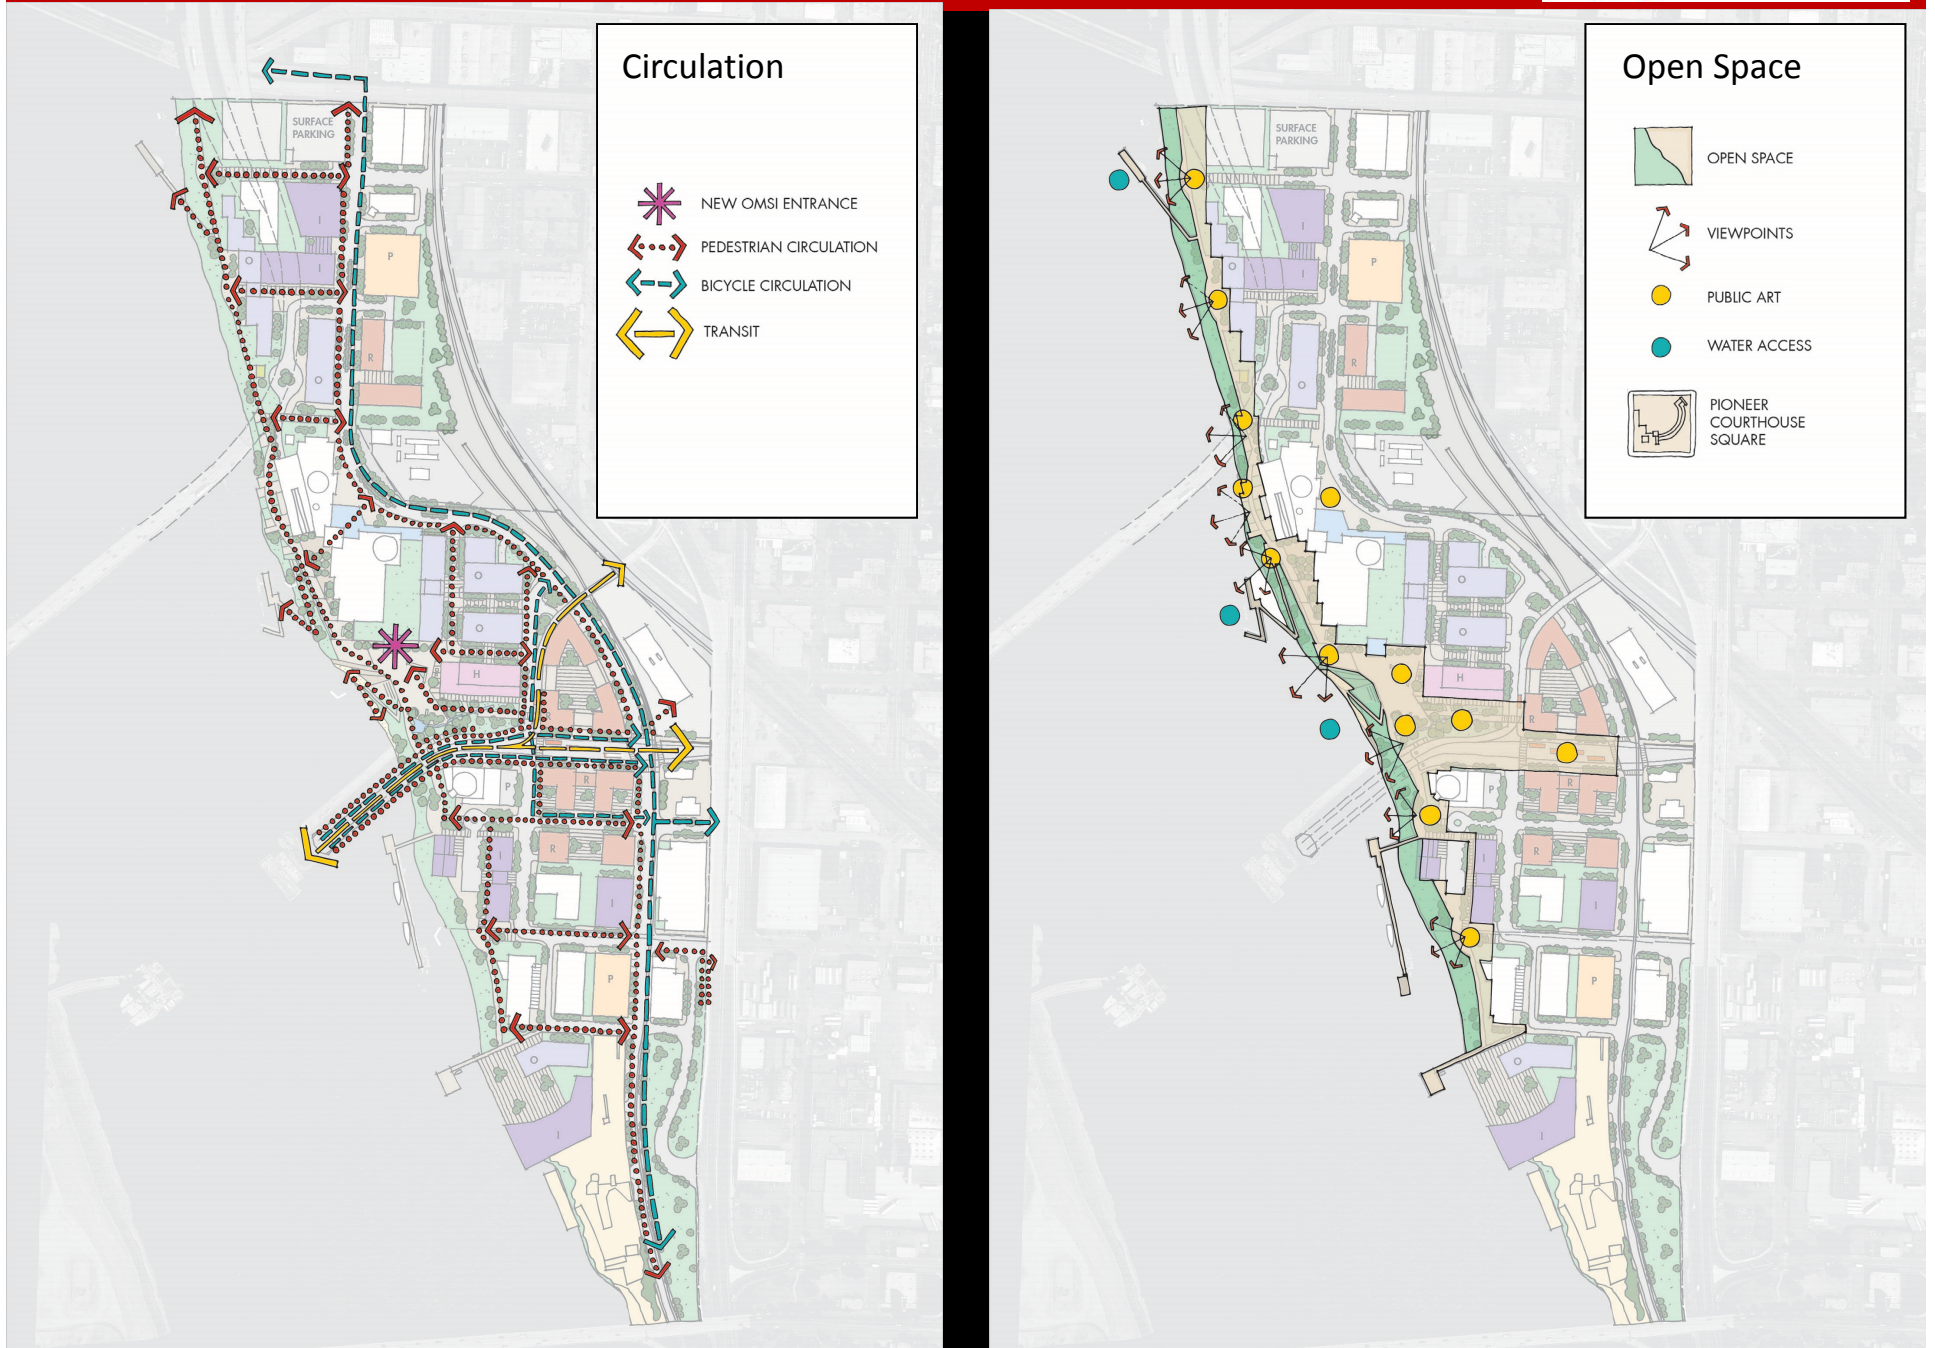 Circulation
NEW OMSI ENTRANCE
PEDESTRIAN CIRCULATION
BICYCLE CIRCULATION
TRANSIT
SURFACE
PARKING
I
P
O
I
R
O
O
O
H
R
R
P
I
R
I
P
O
I
Open Space
OPEN SPACE
VIEWPOINTS
PUBLIC ART
WATER ACCESS
PIONEER
COURTHOUSE
SQUARE
SURFACE
PARKING
I
P
O
I
R
O
O
O
H
R
R
P
I
R
I
P
O
I